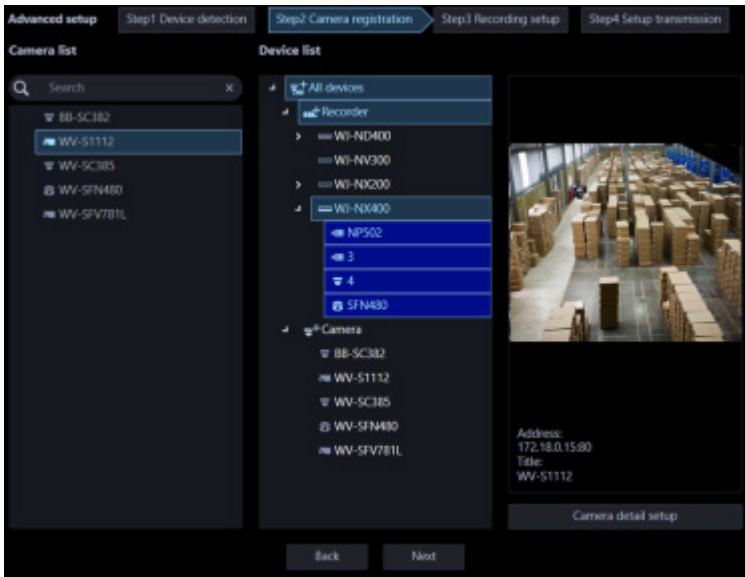 Advanced setup
Step1 Device detection
Step2 Camera registration
Step3 Recording setup
Step4 Setup transmission
Camera list
Search
x
BB-SC382
WV-S1112
WV-SC385
WV-SFN480
WV-SFV781L
Device list
All devices
Recorder
WJ-ND400
WJ-NV300
WJ-NX200
WJ-NX400
NP502
3
4
SFN480
Camera
BB-SC382
WV-S1112
WV-SC385
WV-SFN480
WV-SFV781L
Address:
172.18.0.15:80
Title:
WV-S1112
Camera detail setup
Back
Next